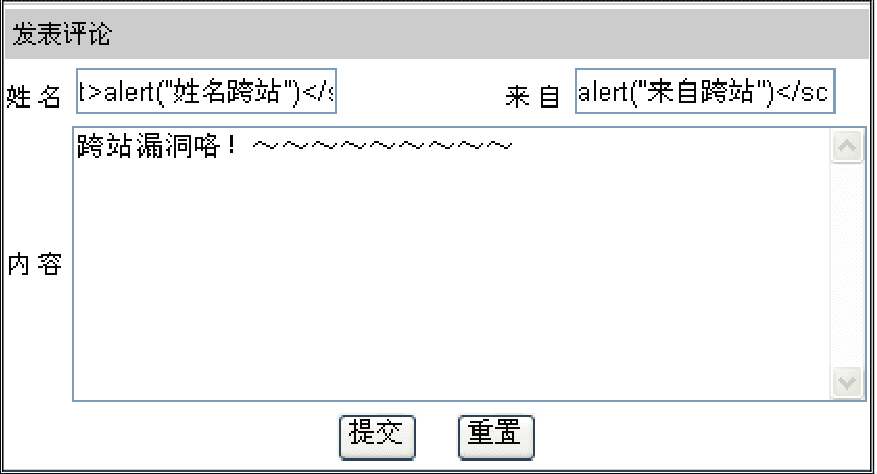 发表评论
姓 名 t>alert("姓名跨站")</s 来 自 alert("来自跨站")</sc
跨站漏洞咯！～～～～～～～～～
内 容
提交 重置